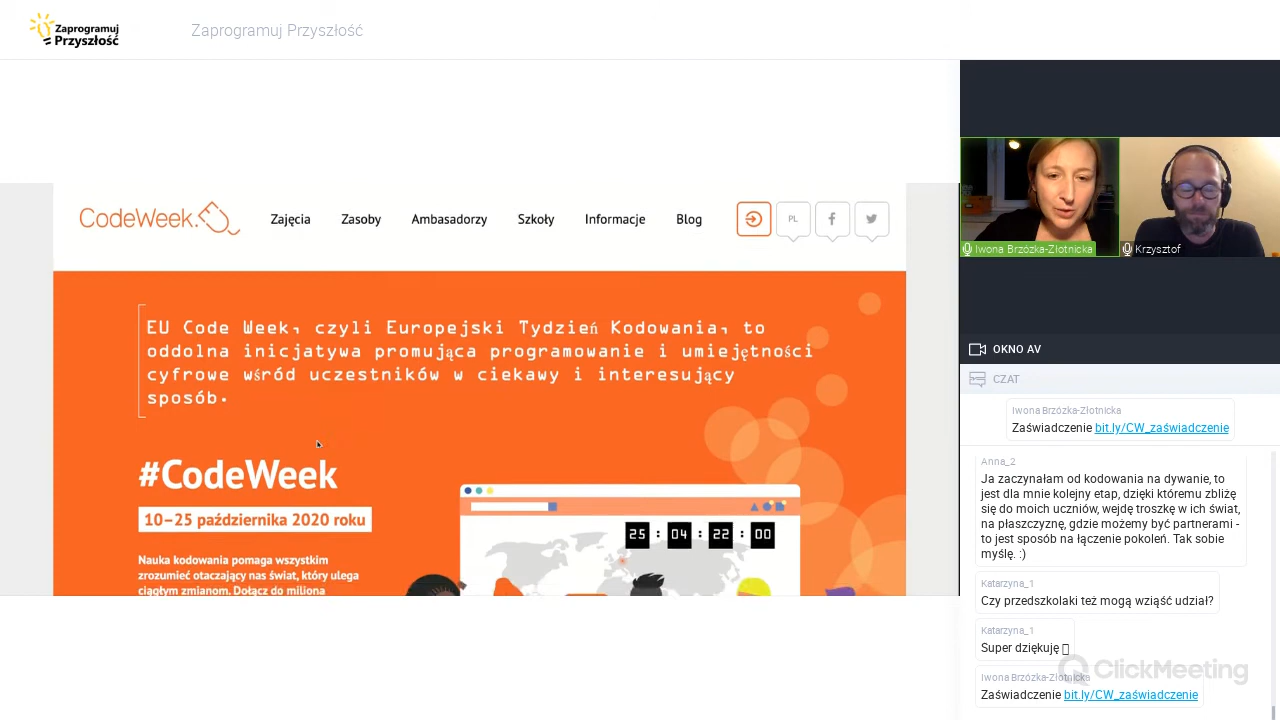 Zaprogramuj
Przyszłość
Zaprogramuj Przyszłość
CodeWeek.
Zajęcia
Zasoby
Ambasadorzy
Szkoły
Informacje
Blog
PL
EU Code Week, czyli Europejski Tydzień Kodowania, to
oddolna inicjatywa promująca programowanie i umiejętności
cyfrowe wśród uczestników w ciekawy i interesujący
sposób.
#CodeWeek
10–25 października 2020 roku
25 : 04 : 22 : 00
Nauka kodowania pomaga wszystkim
zrozumieć otaczający nas świat, który ulega
ciągłym zmianom. Dołącz do miliona
Iwona Brzózka-Złotnicka
Krzysztof
OKNO AV
CZAT
Iwona Brzózka-Złotnicka
Zaświadczenie bit.ly/CW_zaświadczenie
Anna_2
Ja zaczynałam od kodowania na dywanie, to
jest dla mnie kolejny etap, dzięki któremu zbliżę
się do moich uczniów, wejdę troszkę w ich świat,
na płaszczyznę, gdzie możemy być partnerami -
to jest sposób na łączenie pokoleń. Tak sobie
myślę. :)
Katarzyna_1
Czy przedszkolaki też mogą wziąść udział?
Katarzyna_1
Super dziękuję
ClickMeeting
Iwona Brzózka-Złotnicka
Zaświadczenie bit.ly/CW_zaświadczenie